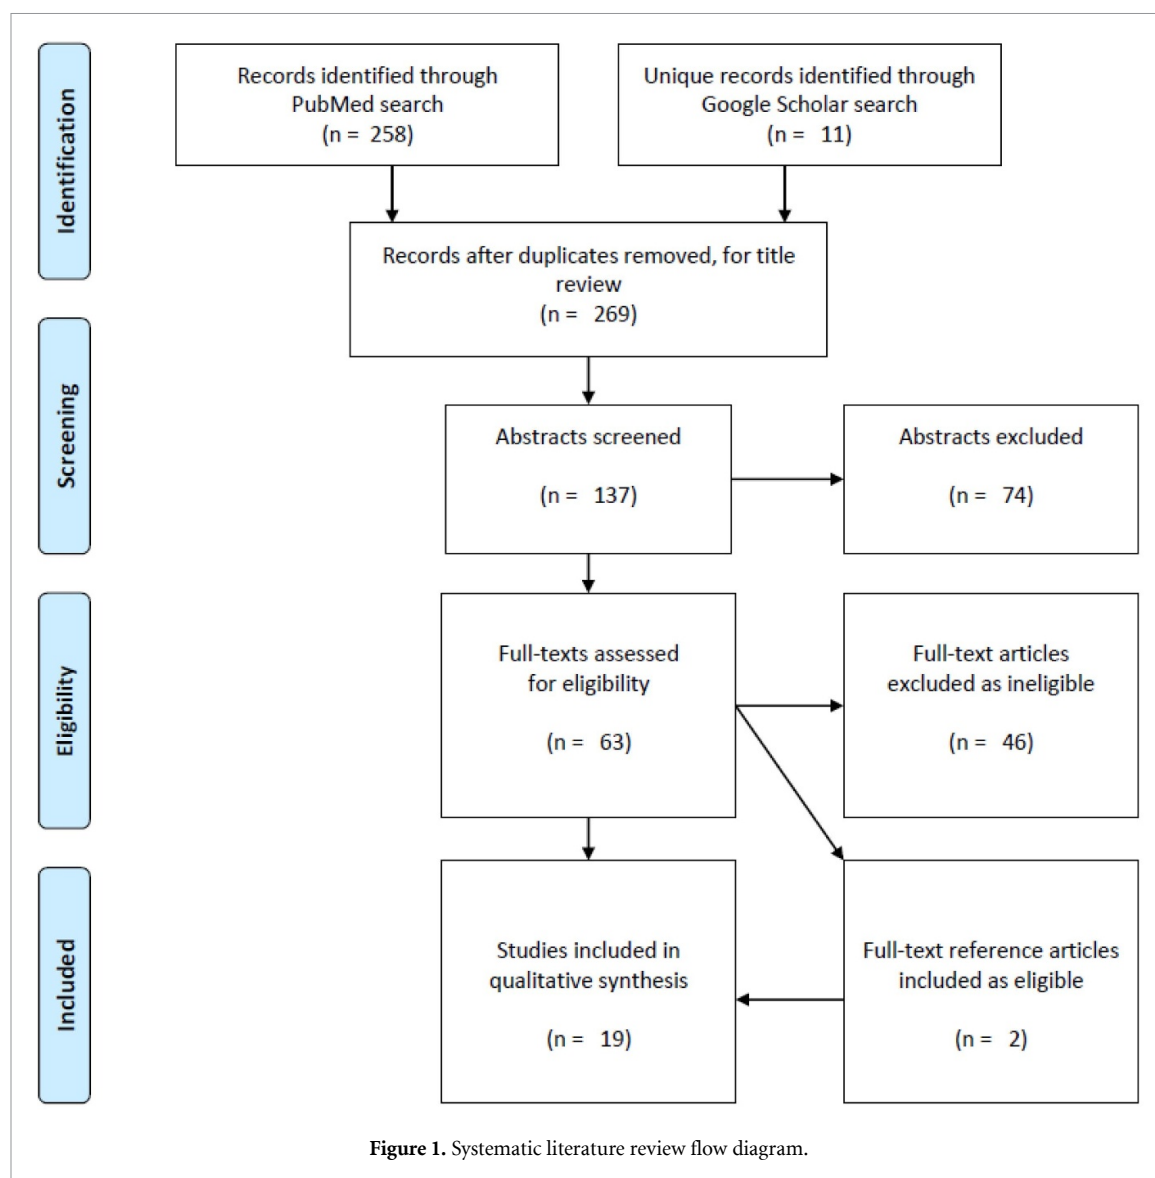 Identification
Records identified through
PubMed search
(n = 258)
Unique records identified through
Google Scholar search
(n = 11)
Records after duplicates removed, for title
review
(n = 269)
Screening
Abstracts screened
(n = 137)
Abstracts excluded
(n = 74)
Eligibility
Full-texts assessed
for eligibility
(n = 63)
Full-text articles
excluded as ineligible
(n = 46)
Included
Studies included in
qualitative synthesis
(n = 19)
Full-text reference articles
included as eligible
(n = 2)
Figure 1. Systematic literature review flow diagram.